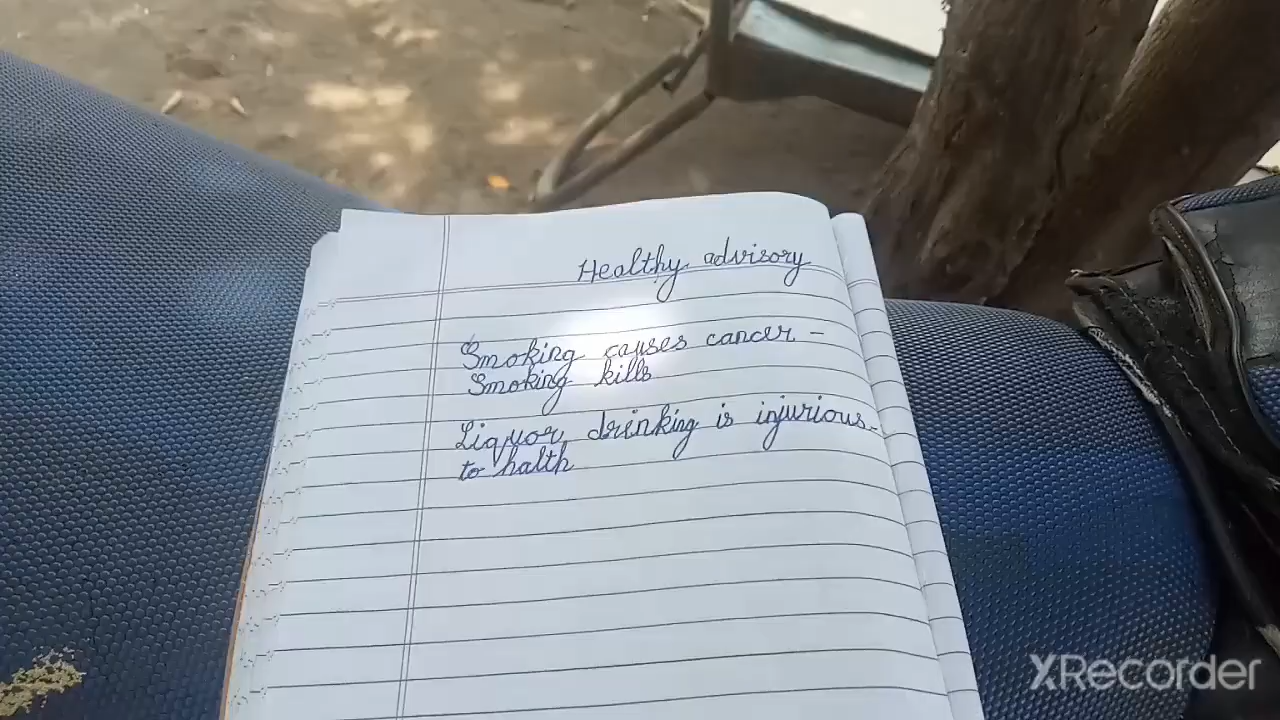 Healthy advisory
Smoking causes cancer -
Smoking kills
Liquor drinking is injurious -
to halth
XRecorder